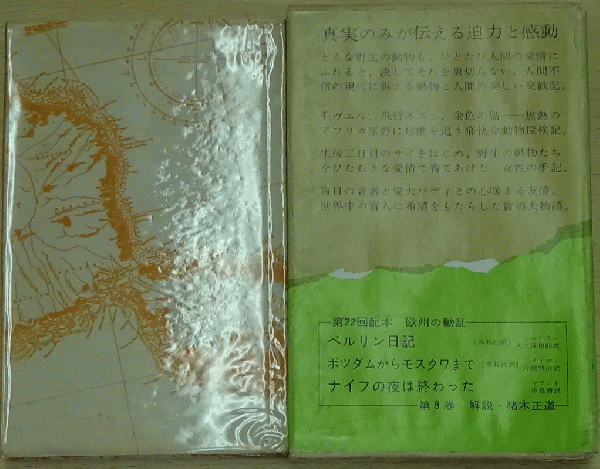 真実のみが伝える迫力と感動
どんな野生の動物も、ひとたび人間の愛情に
ふれると、決してそれを裏切らない。人間不
信の現代に訴える動物と人間の美しい交歓記。
毛ザエル、飛行ネズミ、金色の猫——焦熱の
アフリカ原野に珍獣を追う痛快な動物探検記。
生後二日目のサイをはじめ、野生の動物たち
をひたむきな愛情で育てあげた一女性の手記。
盲目の著者と愛犬バディとの心暖まる友情。
世界中の盲人に希望をもたらした盲導犬物語。
第22回配本 欧州の動乱
ベルリン日記
ポツダムからモスクワまで
ナイフの夜は終わった
第8巻 解説・猪木正道